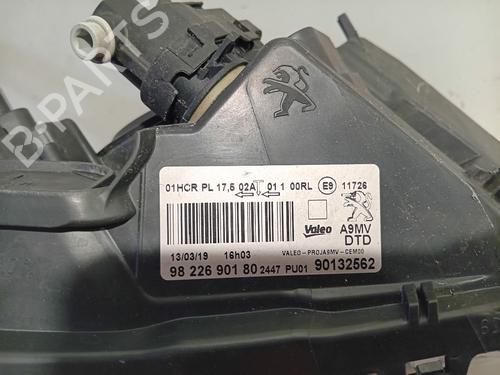 B-PARTS
01HCR PL 17,5 02A 01 1 00RL E9 11726
Valeo A9MV
DTD
13/03/19 16h03 VALEO-PROJA9MV-CEM00
98 226 901 80 2447 PU01 90132562